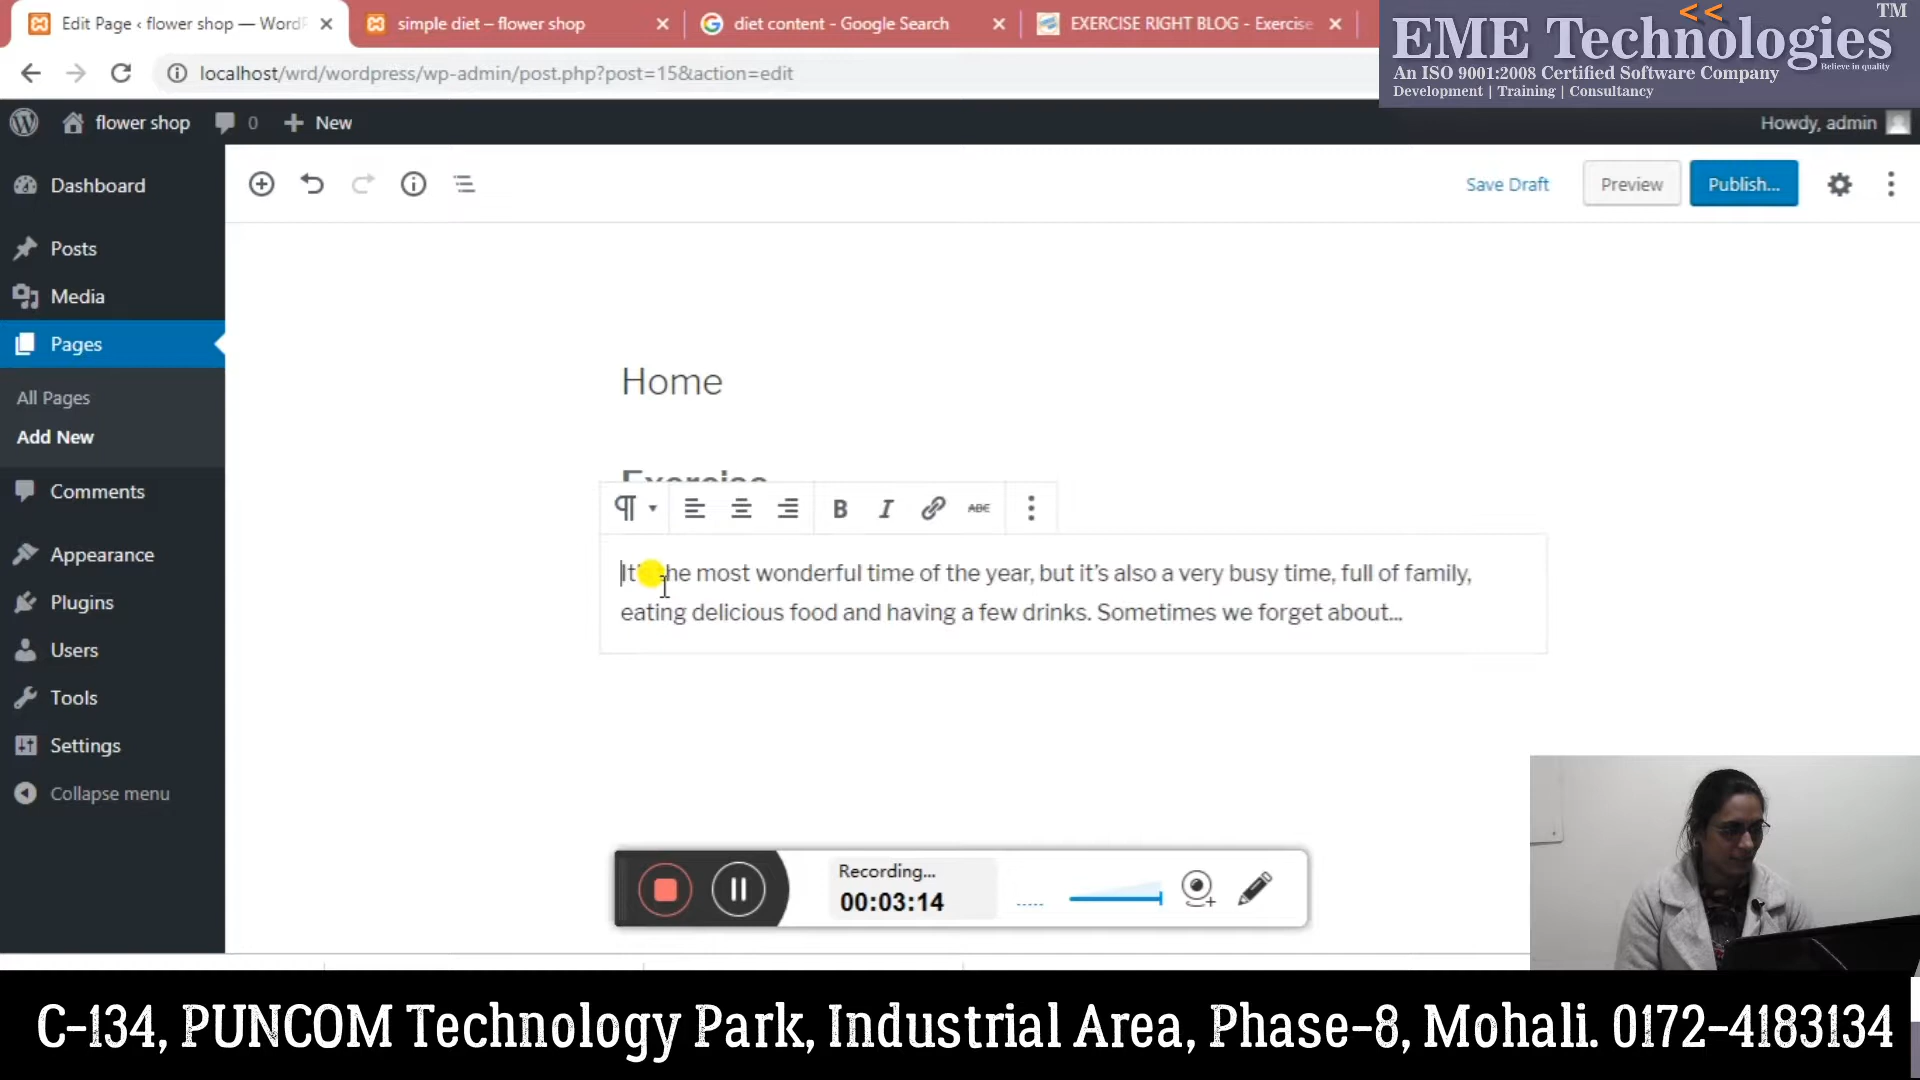 Edit Page ‹ flower shop — WordP
simple diet – flower shop
diet content - Google Search
EXERCISE RIGHT BLOG - Exercise
EME Technologies
TM
Believe in quality
An ISO 9001:2008 Certified Software Company
Development | Training | Consultancy
localhost/wrd/wordpress/wp-admin/post.php?post=15&action=edit
flower shop
0
New
Howdy, admin
Dashboard
Posts
Media
Pages
All Pages
Add New
Comments
Appearance
Plugins
Users
Tools
Settings
Collapse menu
Save Draft
Preview
Publish...
Home
Exercise
B I ABC
the most wonderful time of the year, but it's also a very busy time, full of family,
eating delicious food and having a few drinks. Sometimes we forget about...
Recording...
00:03:14
C-134, PUNCOM Technology Park, Industrial Area, Phase-8, Mohali. 0172-4183134